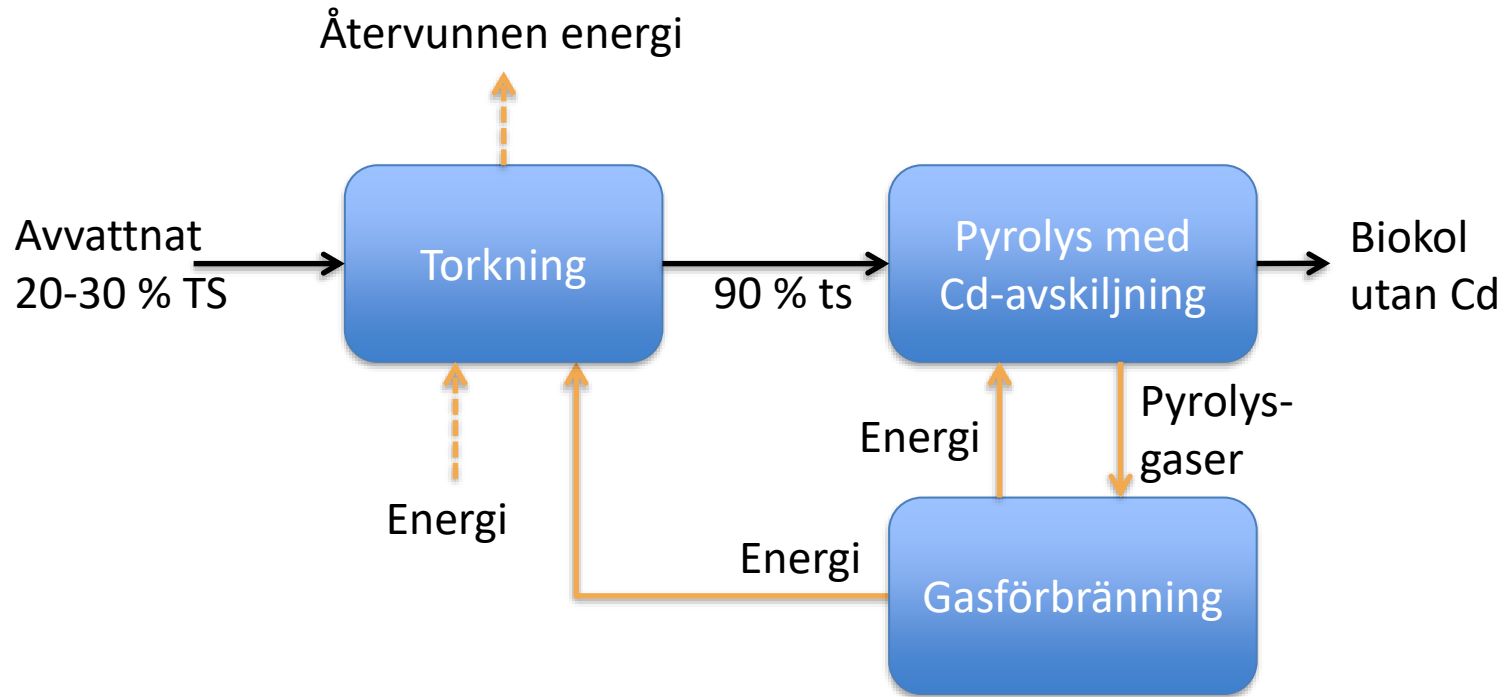 Återvunnen energi
Avvattnat
20-30 % TS
Torkning
90 % ts
Pyrolys med
Cd-avskiljning
Biokol
utan Cd
Energi
Pyrolys-
gaser
Energi
Energi
Gasförbränning